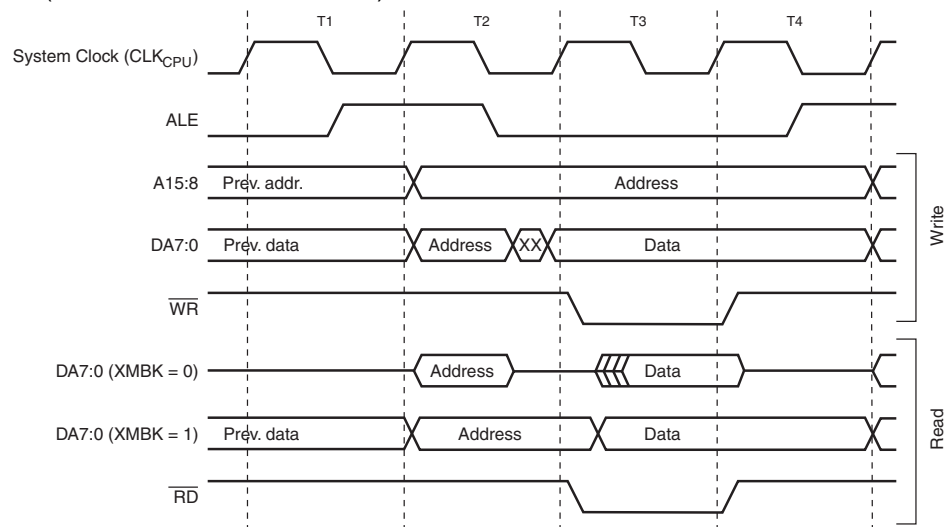 T1 T2 T3 T4
System Clock (CLKCPU)
ALE
A15:8 Prev. addr. Address
DA7:0 Prev. data Address XX Data
WR
Write
DA7:0 (XMBK = 0) Address Data
DA7:0 (XMBK = 1) Prev. data Address Data
RD
Read